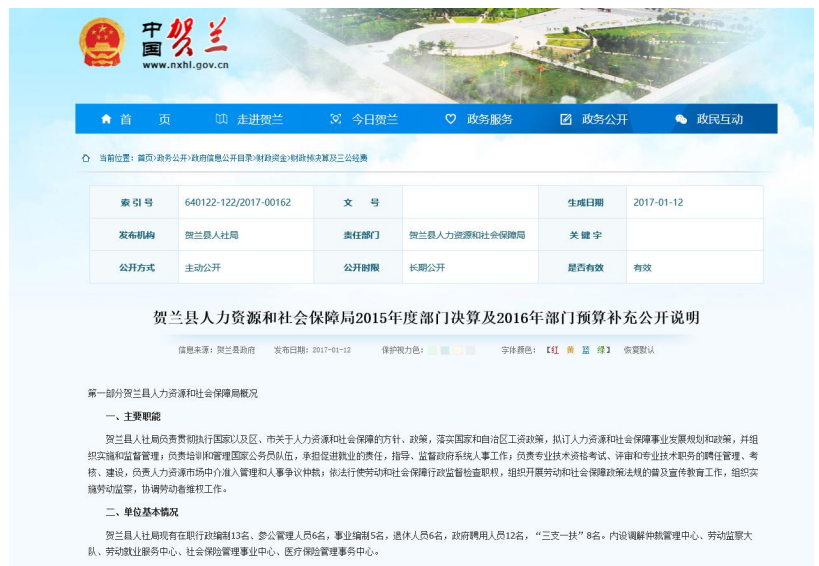 中国 贺兰
www.nxhl.gov.cn
首 页 走进贺兰 今日贺兰 政务服务 政务公开 政民互动
当前位置：首页>政务公开>政府信息公开目录>财政资金>财政预决算及三公经费
索引号 640122-122/2017-00162 文 号 生成日期 2017-01-12
发布机构 贺兰县人社局 责任部门 贺兰县人力资源和社会保障局 关键字
公开方式 主动公开 公开时限 长期公开 是否有效 有效
贺兰县人力资源和社会保障局2015年度部门决算及2016年部门预算补充公开说明
信息来源：贺兰县政府 发布日期：2017-01-12 保护视力色： 字体颜色：【红 黄 蓝 绿】 恢复默认
第一部分贺兰县人力资源和社会保障局概况
一、主要职能
贺兰县人社局负责贯彻执行国家以及区、市关于人力资源和社会保障的方针、政策，落实国家和自治区工资政策，拟订人力资源和社会保障事业发展规划和政策，并组
织实施和监督管理；负责培训和管理国家公务员队伍，承担促进就业的责任，指导、监督政府系统人事工作；负责专业技术资格考试、评审和专业技术职务的聘任管理、考
核、建设，负责人力资源市场中介准入管理和人事争议仲裁；依法行使劳动和社会保障行政监督检查职权，组织开展劳动和社会保障政策法规的普及宣传教育工作，组织实
施劳动监察，协调劳动者维权工作。
二、单位基本情况
贺兰县人社局现有在职行政编制13名、参公管理人员6名，事业编制5名，退休人员6名，政府聘用人员12名，“三支一扶”8名。内设调解仲裁管理中心、劳动监察大
队、劳动就业服务中心、社会保险管理事业中心、医疗保险管理事务中心。